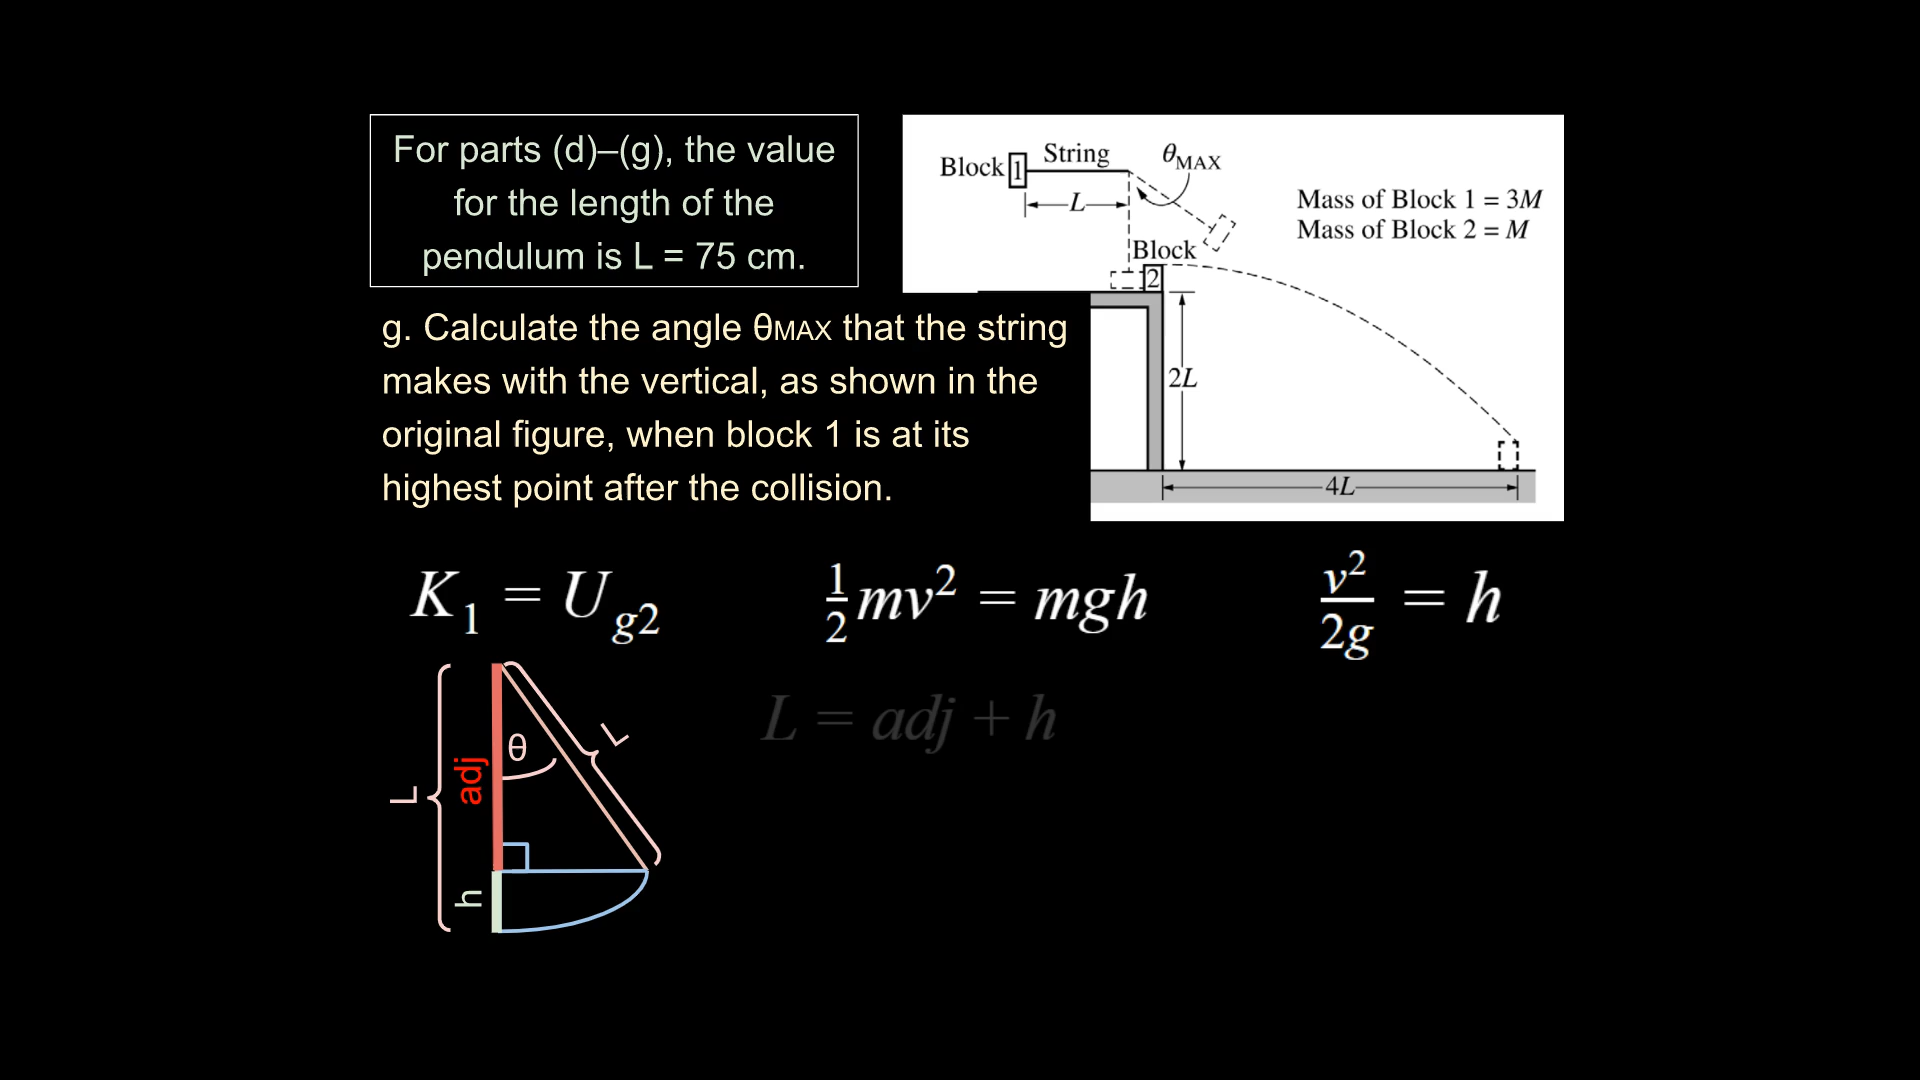 For parts (d)–(g), the value
for the length of the
pendulum is L = 75 cm.
Block 1
String
θMAX
L
Mass of Block 1 = 3M
Mass of Block 2 = M
Block
2
2L
4L
g. Calculate the angle θMAX that the string
makes with the vertical, as shown in the
original figure, when block 1 is at its
highest point after the collision.
K₁ = U_g2
½mv² = mgh
v²/2g = h
L
adj
h
θ
L
L = adj + h